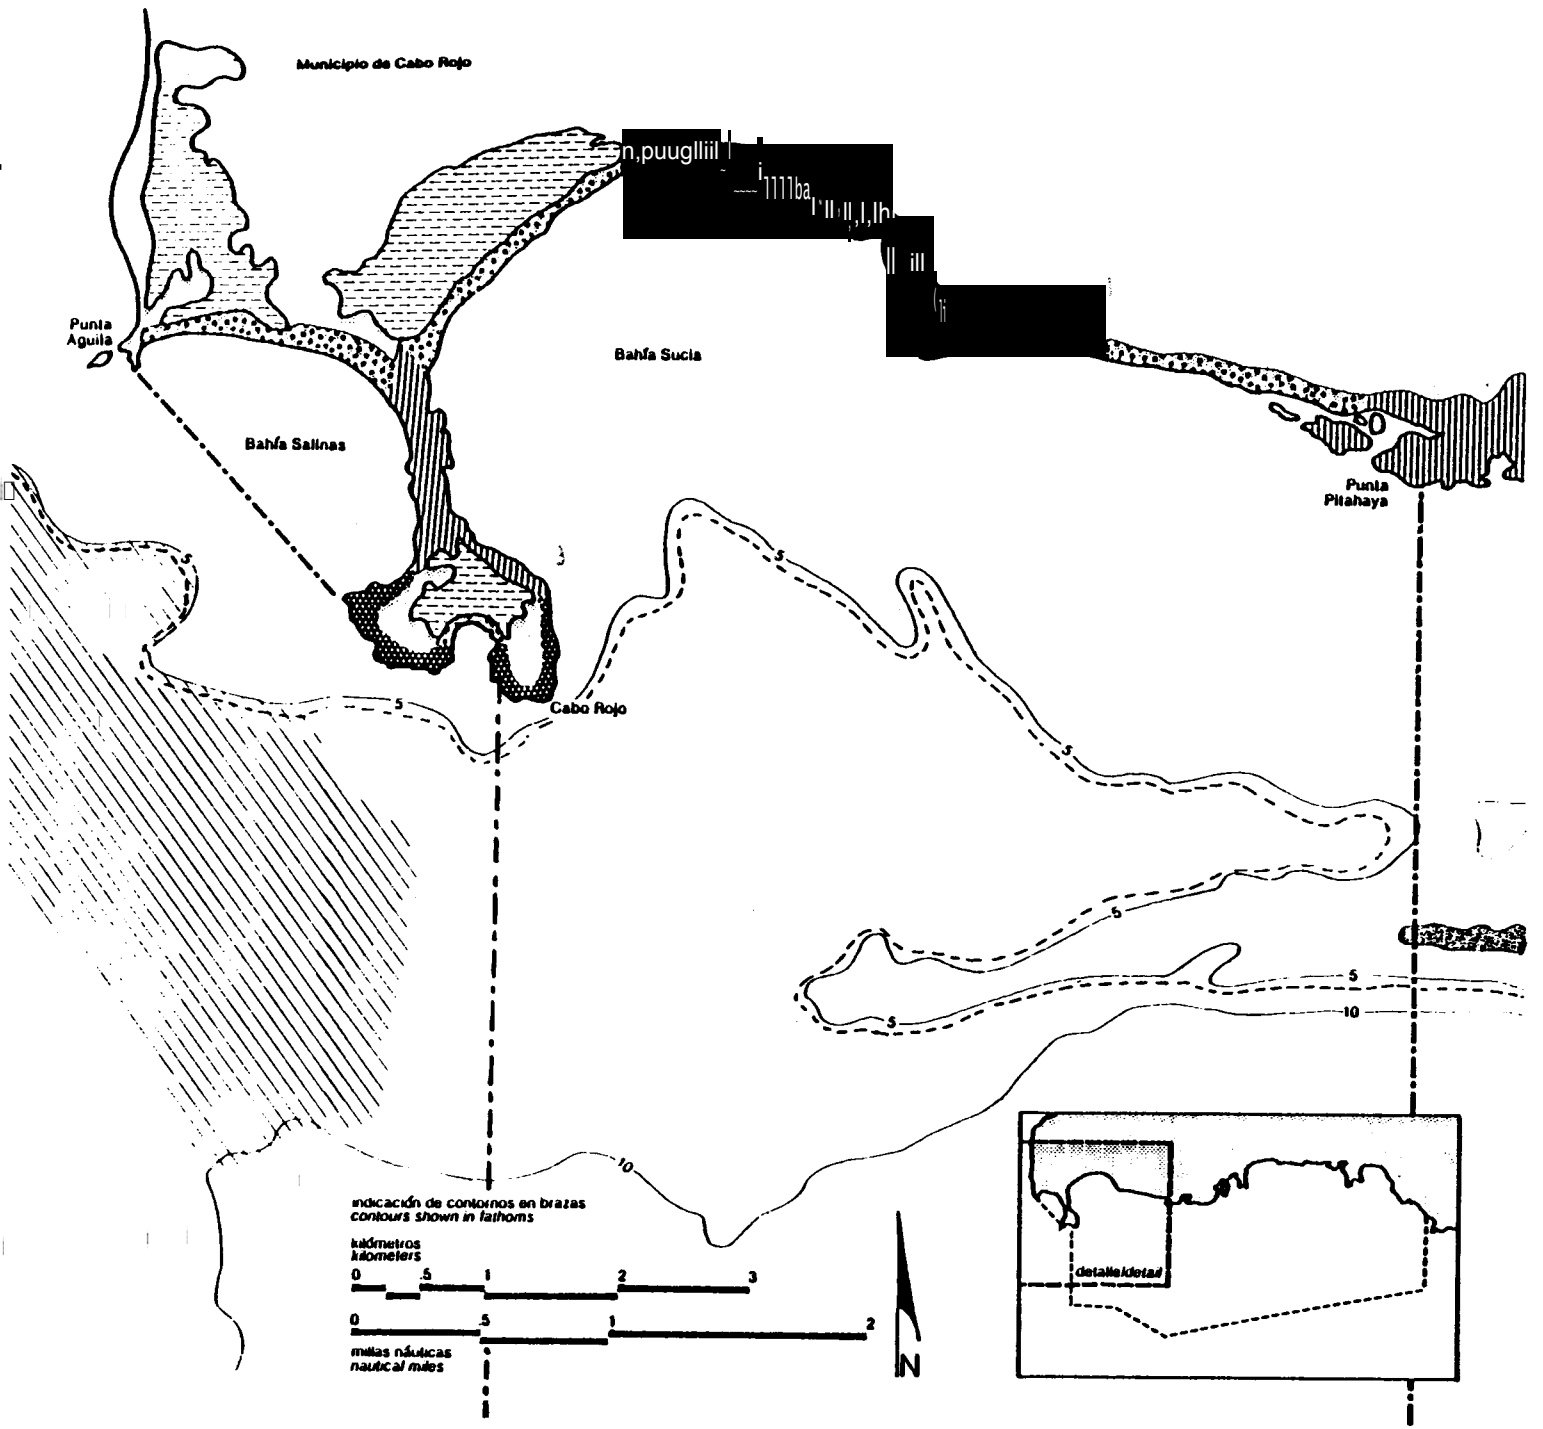 Municipio de Cabo Rojo
Punta
Aguila
Bahía Sucia
Bahía Salinas
Punta
Pitahaya
5
5
5
5
Cabo Rojo
5
5
5
5
10
10
indicación de contornos en brazas
contours shown in fathoms
kilómetros
kilometers
0 .5 1 2 3
0 .5 1 2
millas náuticas
nautical miles
N
detalle/detail